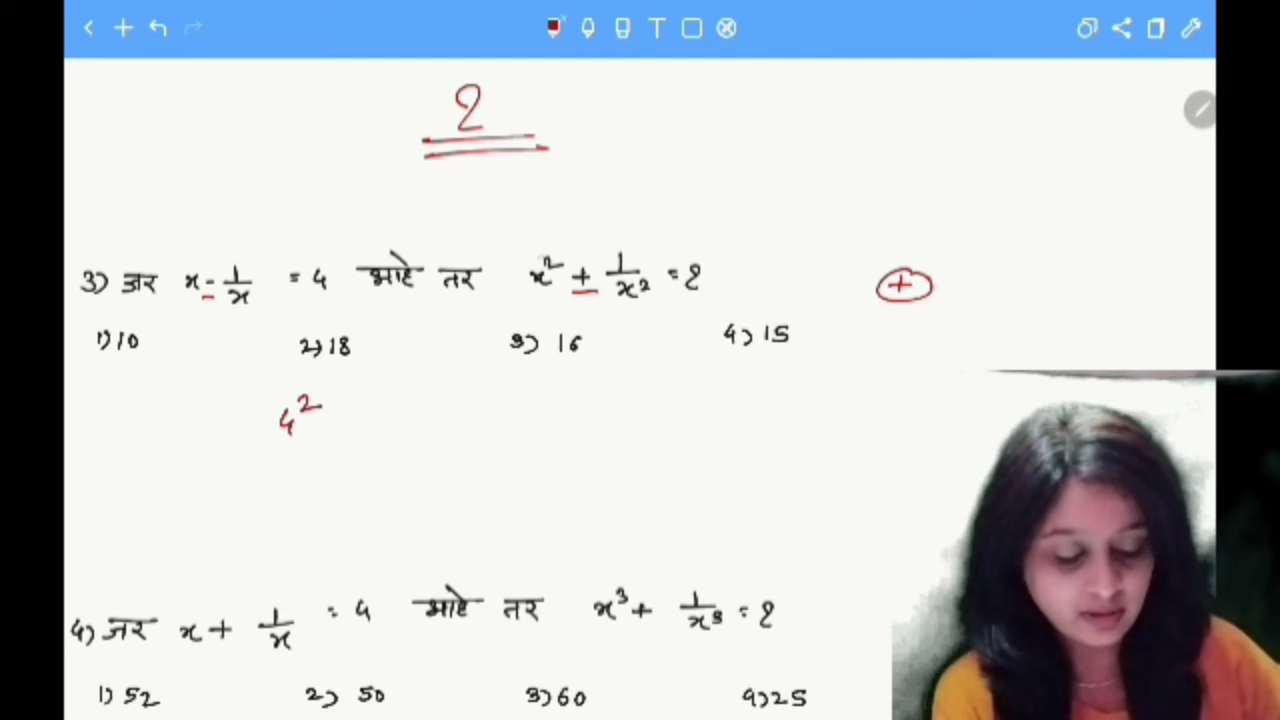 2
3) जर x - 1/x = 4 आहे तर x² + 1/x² = ?
+
1) 10 2) 18 3) 16 4) 15
4²
4) जर x + 1/x = 4 आहे तर x³ + 1/x³ = ?
1) 52 2) 50 3) 60 4) 25